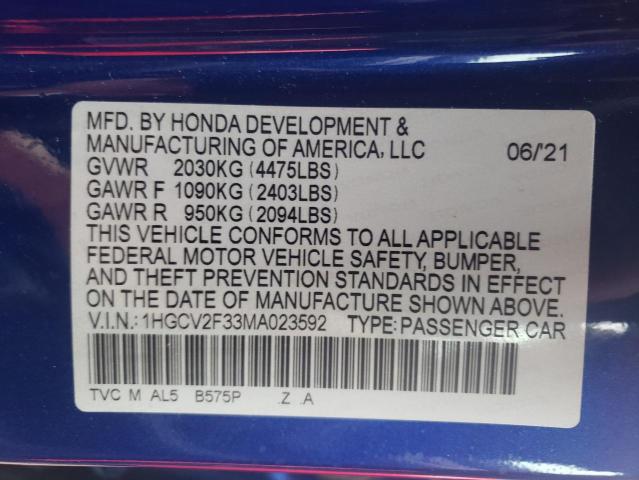 MFD. BY HONDA DEVELOPMENT &
MANUFACTURING OF AMERICA, LLC 06/'21
GVWR 2030KG (4475LBS)
GAWR F 1090KG (2403LBS)
GAWR R 950KG (2094LBS)
THIS VEHICLE CONFORMS TO ALL APPLICABLE
FEDERAL MOTOR VEHICLE SAFETY, BUMPER,
AND THEFT PREVENTION STANDARDS IN EFFECT
ON THE DATE OF MANUFACTURE SHOWN ABOVE.
V.I.N.: 1HGCV2F33MA023592 TYPE: PASSENGER CAR
TVC M AL5 B575P .Z .A